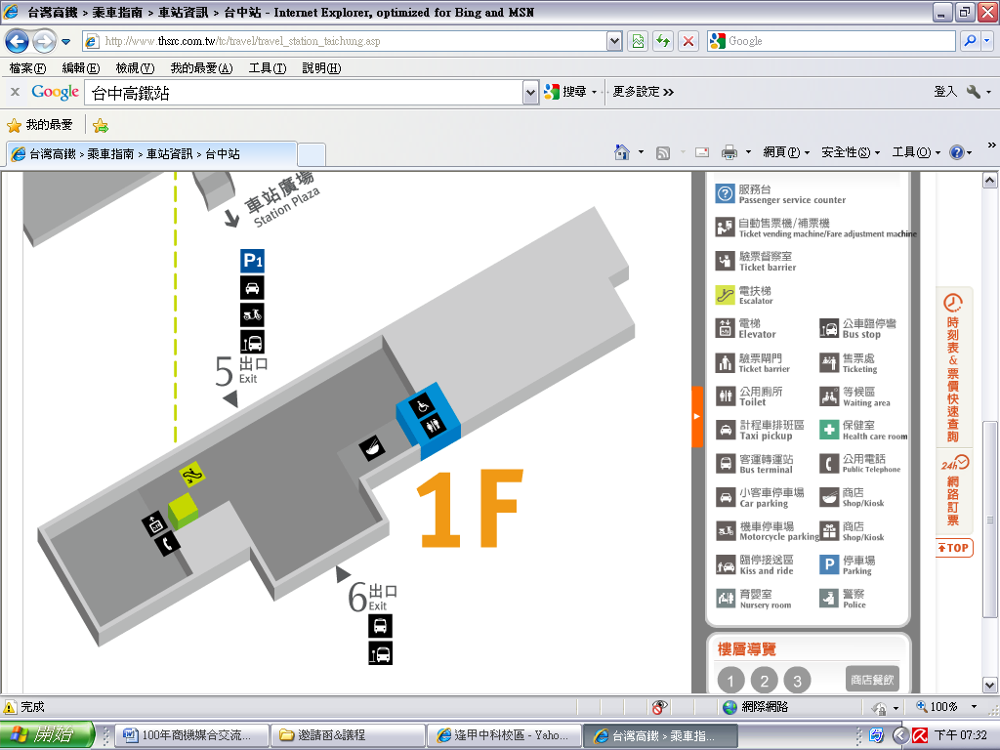 台灣高鐵 > 乘車指南 > 車站資訊 > 台中站 - Internet Explorer, optimized for Bing and MSN
http://www.thsrc.com.tw/tc/travel/travel_station_taichung.asp
Google
檔案(F) 編輯(E) 檢視(V) 我的最愛(A) 工具(T) 說明(H)
x Google 台中高鐵站 搜尋 更多設定 >> 登入
我的最愛
台灣高鐵 > 乘車指南 > 車站資訊 > 台中站
網頁(P) 安全性(S) 工具(O)
車站廣場
Station Plaza
P1
5 出口
Exit
1F
6 出口
Exit
服務台
Passenger service counter
自動售票機/補票機
Ticket vending machine/Fare adjustment machine
驗票督察室
Ticket barrier
電扶梯
Escalator
電梯
Elevator
公車臨停彎
Bus stop
驗票閘門
Ticket barrier
售票處
Ticketing
公用廁所
Toilet
等候區
Waiting area
計程車排班區
Taxi pickup
保健室
Health care room
客運轉運站
Bus terminal
公用電話
Public Telephone
小客車停車場
Car parking
商店
Shop/Kiosk
機車停車場
Motorcycle parking
商店
Shop/Kiosk
臨停接送區
Kiss and ride
P
停車場
Parking
育嬰室
Nursery room
警察
Police
時刻表&票價快速查詢
24h
網路訂票
TOP
樓層導覽
1 2 3 商店餐飲
完成
網際網路
100%
開始
100年商機媒合交流...
邀請函&議程
逢甲中科校區 - Yaho...
台灣高鐵 > 乘車指...
下午 07:32